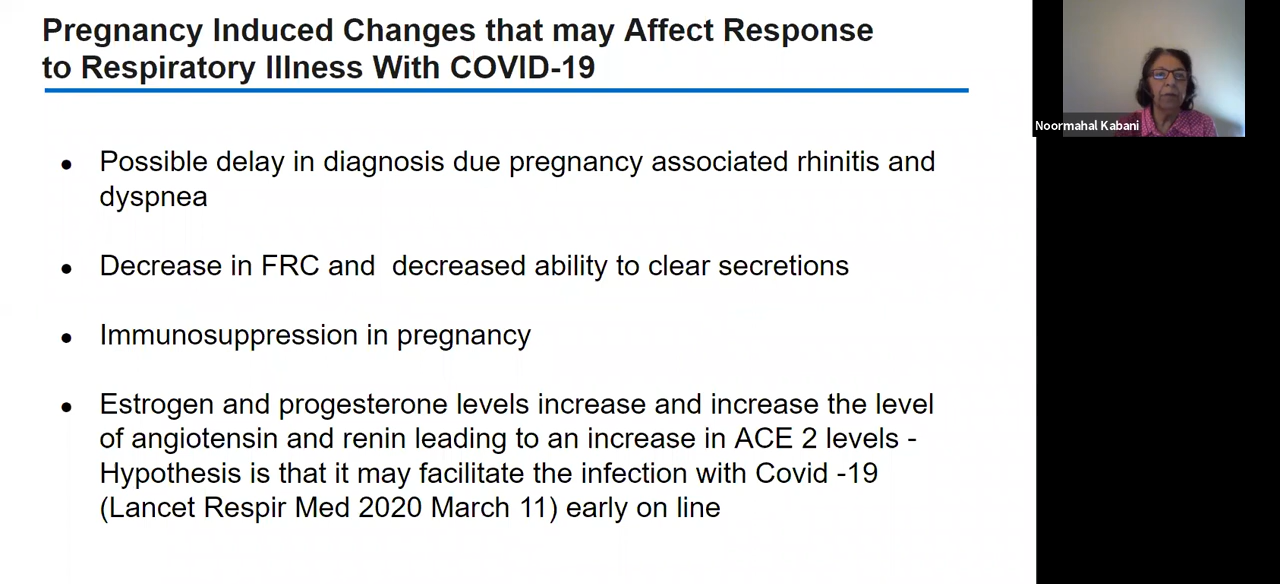 Pregnancy Induced Changes that may Affect Response
to Respiratory Illness With COVID-19
Noormahal Kabani
● Possible delay in diagnosis due pregnancy associated rhinitis and
dyspnea
● Decrease in FRC and  decreased ability to clear secretions
● Immunosuppression in pregnancy
● Estrogen and progesterone levels increase and increase the level
of angiotensin and renin leading to an increase in ACE 2 levels -
Hypothesis is that it may facilitate the infection with Covid -19
(Lancet Respir Med 2020 March 11) early on line